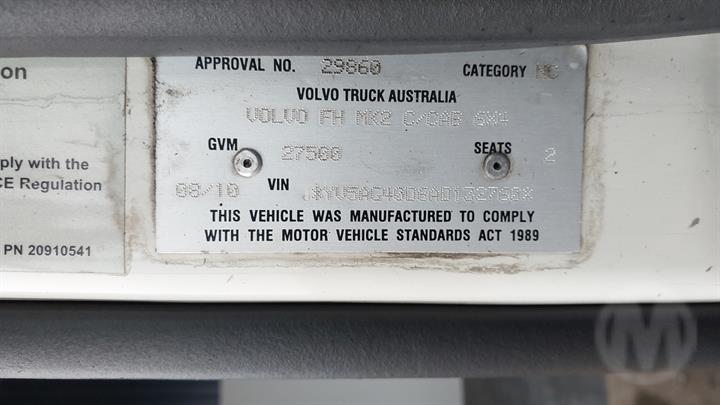 ion
ply with the
CE Regulation
PN 20910541
APPROVAL NO. 29860 CATEGORY NC
VOLVO TRUCK AUSTRALIA
VOLVO FH MK2 C/CAB 6X4
GVM 27500 SEATS 2
08/10 VIN
THIS VEHICLE WAS MANUFACTURED TO COMPLY
WITH THE MOTOR VEHICLE STANDARDS ACT 1989
M